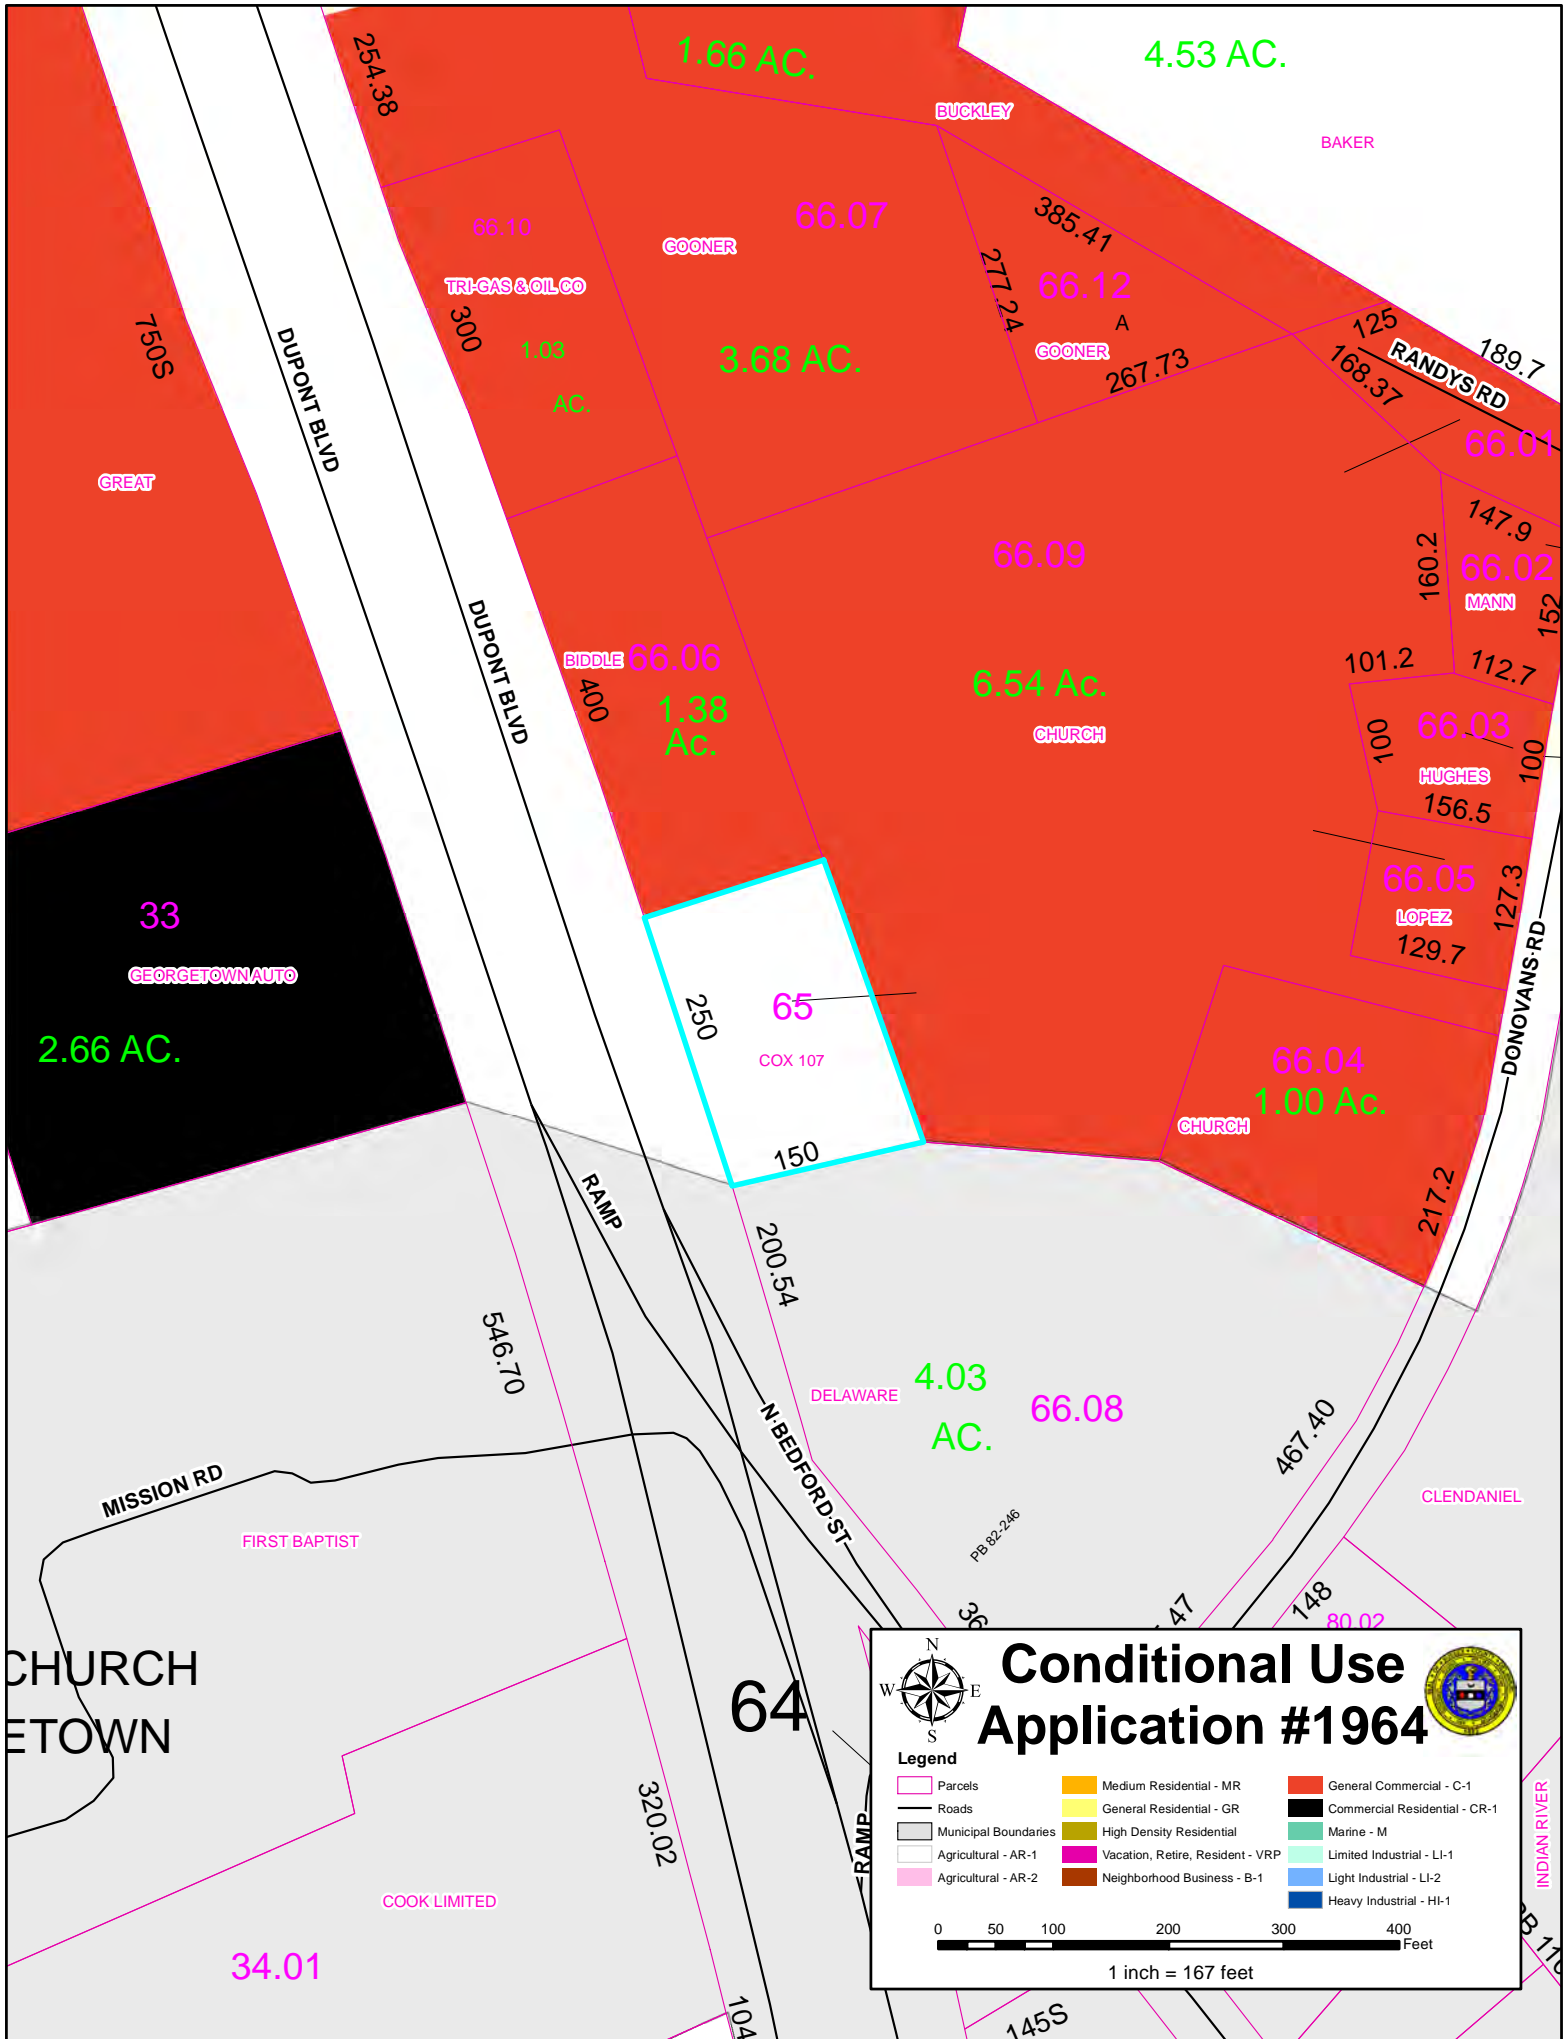 254.38
1.66 AC.
4.53 AC.
BUCKLEY
BAKER
66.10
66.07
385.41
GOONER
TRI-GAS & OIL CO
277.24
66.12
A
GOONER
300
1.03
AC.
3.68 AC.
267.73
125
189.7
RANDYS RD
168.37
750S
DUPONT BLVD
66.01
GREAT
147.9
66.09
160.2
66.02
MANN
152
DUPONT BLVD
BIDDLE 66.06
1.38
Ac.
400
6.54 Ac.
CHURCH
101.2
112.7
100
66.03
HUGHES
100
156.5
66.05
LOPEZ
127.3
129.7
33
GEORGETOWN AUTO
2.66 AC.
250
65
COX 107
150
DONOVANS RD
66.04
1.00 Ac.
CHURCH
217.2
RAMP
200.54
546.70
DELAWARE
4.03
AC.
66.08
N BEDFORD ST
467.40
MISSION RD
FIRST BAPTIST
PB 82-246
CLENDANIEL
36
47
148
80.02
CHURCH
ETOWN
64
320.02
COOK LIMITED
34.01
RAMP
104
145S
INDIAN RIVER
PB 110
N
W E
S
Conditional Use
Application #1964
Legend
Parcels
Roads
Municipal Boundaries
Agricultural - AR-1
Agricultural - AR-2
Medium Residential - MR
General Residential - GR
High Density Residential
Vacation, Retire, Resident - VRP
Neighborhood Business - B-1
General Commercial - C-1
Commercial Residential - CR-1
Marine - M
Limited Industrial - LI-1
Light Industrial - LI-2
Heavy Industrial - HI-1
0 50 100 200 300 400
Feet
1 inch = 167 feet